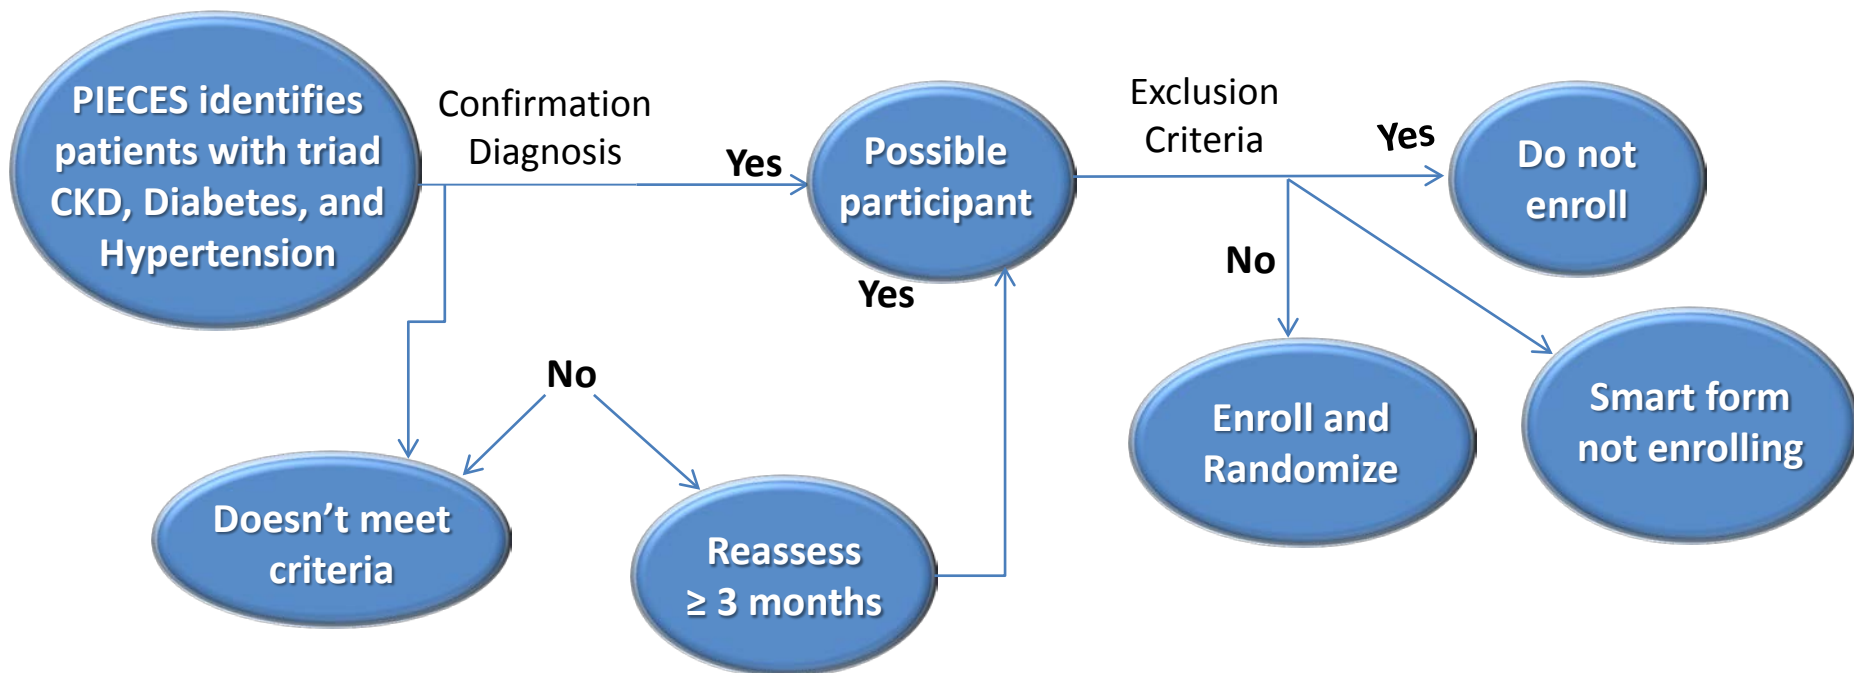 PIECES identifies
patients with triad
CKD, Diabetes, and
Hypertension
Confirmation
Diagnosis
Yes
Possible
participant
Exclusion
Criteria
Yes
Do not
enroll
No
Yes
No
Enroll and
Randomize
Smart form
not enrolling
Doesn’t meet
criteria
Reassess
≥ 3 months